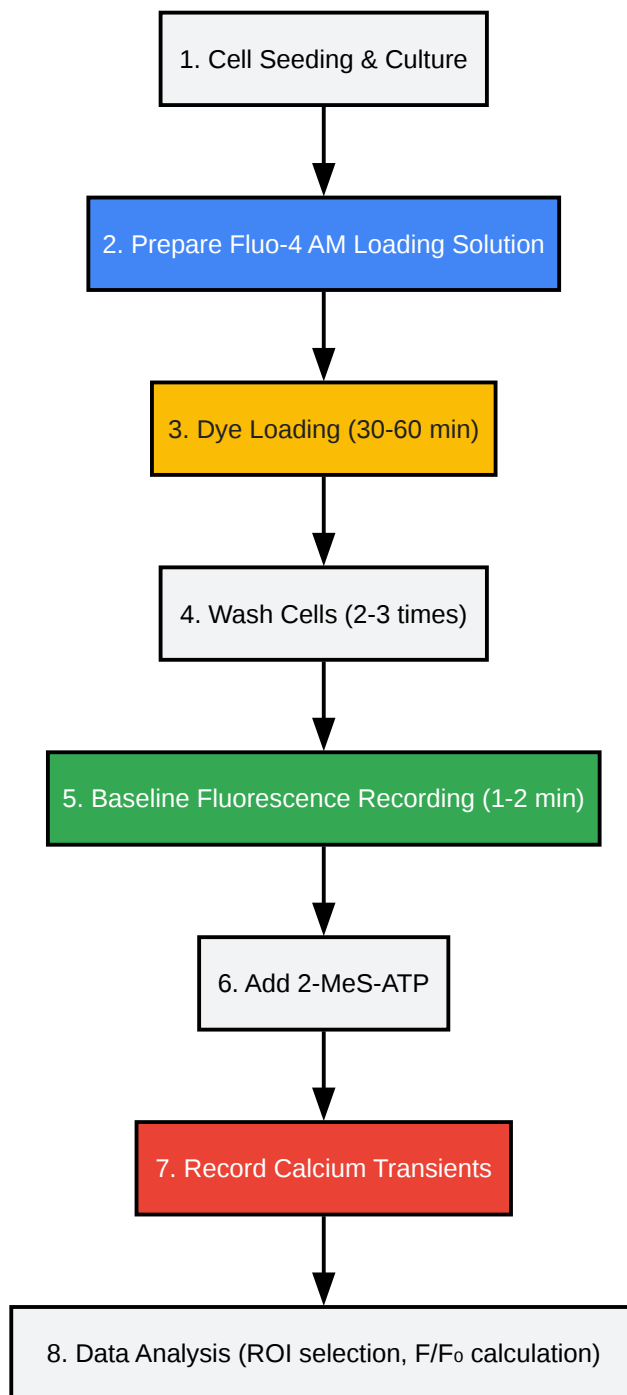 1. Cell Seeding & Culture
2. Prepare Fluo-4 AM Loading Solution
3. Dye Loading (30-60 min)
4. Wash Cells (2-3 times)
5. Baseline Fluorescence Recording (1-2 min)
6. Add 2-MeS-ATP
7. Record Calcium Transients
8. Data Analysis (ROI selection, F/F₀ calculation)